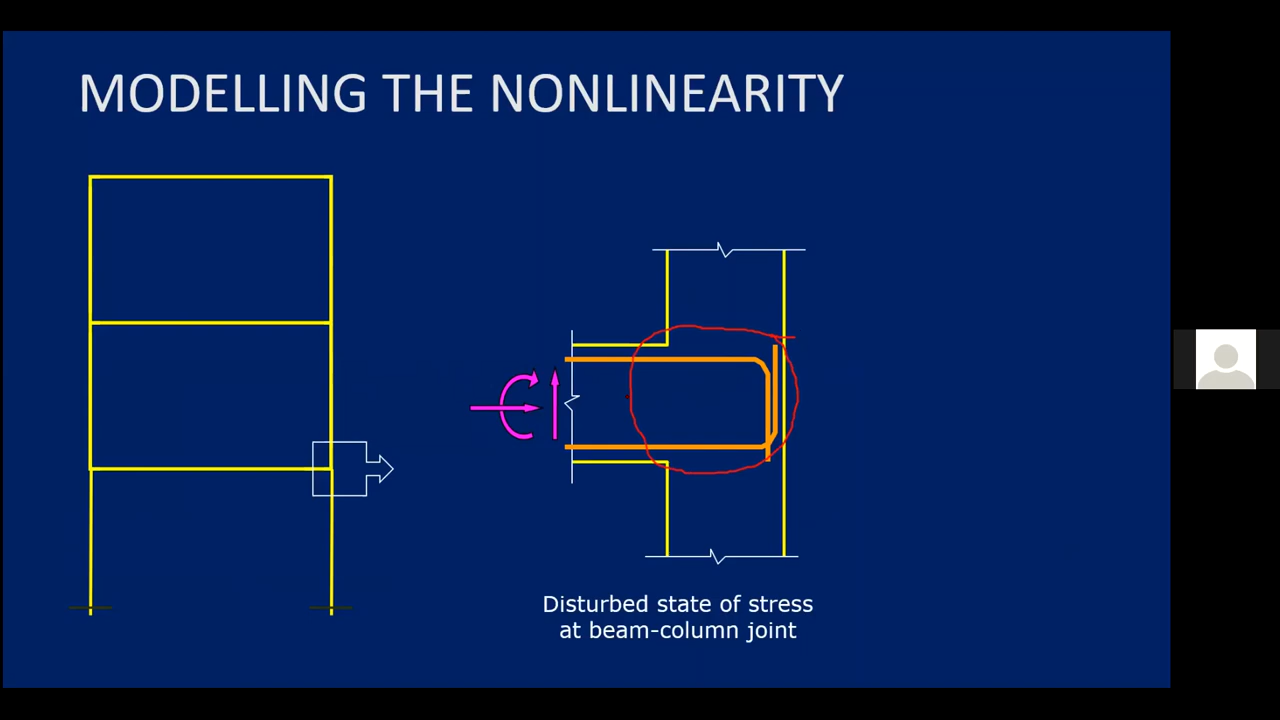 MODELLING THE NONLINEARITY
Disturbed state of stress
at beam-column joint